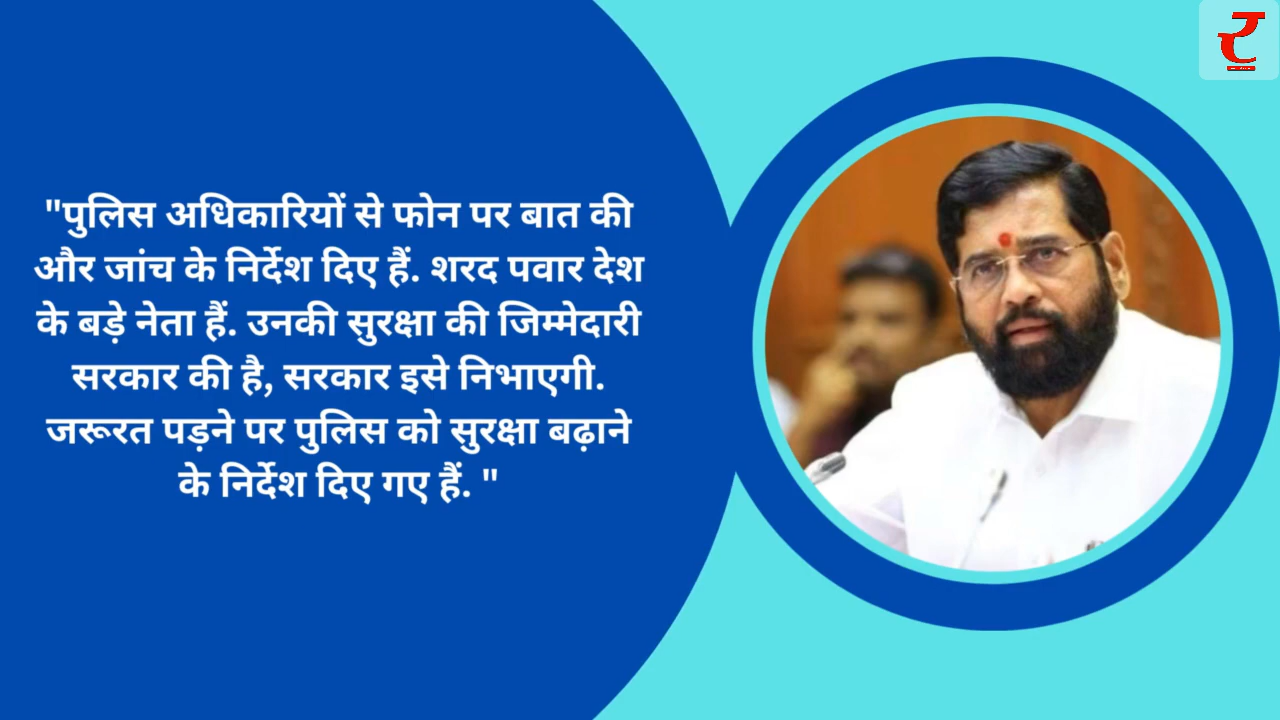 "पुलिस अधिकारियों से फोन पर बात की
और जांच के निर्देश दिए हैं. शरद पवार देश
के बड़े नेता हैं. उनकी सुरक्षा की जिम्मेदारी
सरकार की है, सरकार इसे निभाएगी.
जरूरत पड़ने पर पुलिस को सुरक्षा बढ़ाने
के निर्देश दिए गए हैं. "